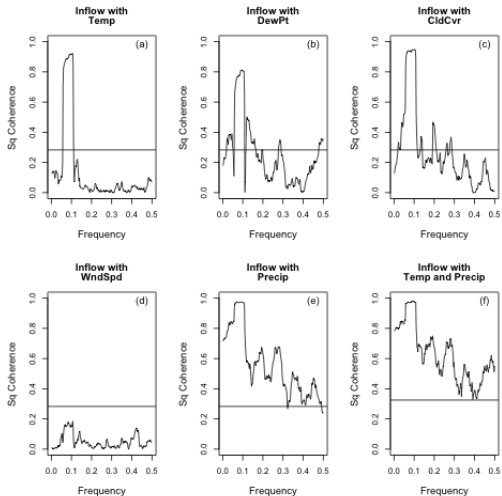 Inflow with
Temp
(a)
Sq Coherence
0.0 0.2 0.4 0.6 0.8 1.0
0.0 0.1 0.2 0.3 0.4 0.5
Frequency
Inflow with
DewPt
(b)
Sq Coherence
0.0 0.2 0.4 0.6 0.8 1.0
0.0 0.1 0.2 0.3 0.4 0.5
Frequency
Inflow with
CldCvr
(c)
Sq Coherence
0.0 0.2 0.4 0.6 0.8 1.0
0.0 0.1 0.2 0.3 0.4 0.5
Frequency
Inflow with
WndSpd
(d)
Sq Coherence
0.0 0.2 0.4 0.6 0.8 1.0
0.0 0.1 0.2 0.3 0.4 0.5
Frequency
Inflow with
Precip
(e)
Sq Coherence
0.0 0.2 0.4 0.6 0.8 1.0
0.0 0.1 0.2 0.3 0.4 0.5
Frequency
Inflow with
Temp and Precip
(f)
Sq Coherence
0.0 0.2 0.4 0.6 0.8 1.0
0.0 0.1 0.2 0.3 0.4 0.5
Frequency